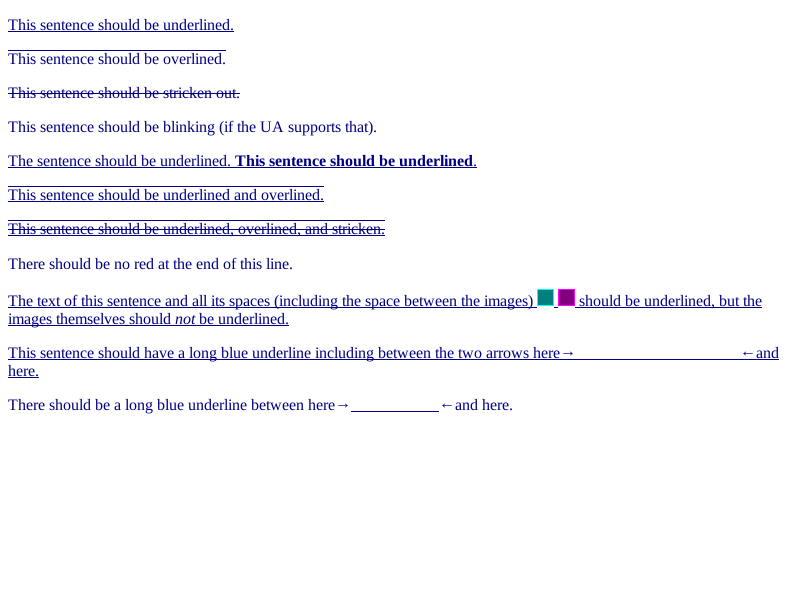 This sentence should be underlined.
This sentence should be overlined.
This sentence should be stricken out.
This sentence should be blinking (if the UA supports that).
The sentence should be underlined. This sentence should be underlined.
This sentence should be underlined and overlined.
This sentence should be underlined, overlined, and stricken.
There should be no red at the end of this line.
The text of this sentence and all its spaces (including the space between the images) should be underlined, but the
images themselves should not be underlined.
This sentence should have a long blue underline including between the two arrows here→ ←and
here.
There should be a long blue underline between here→ ←and here.